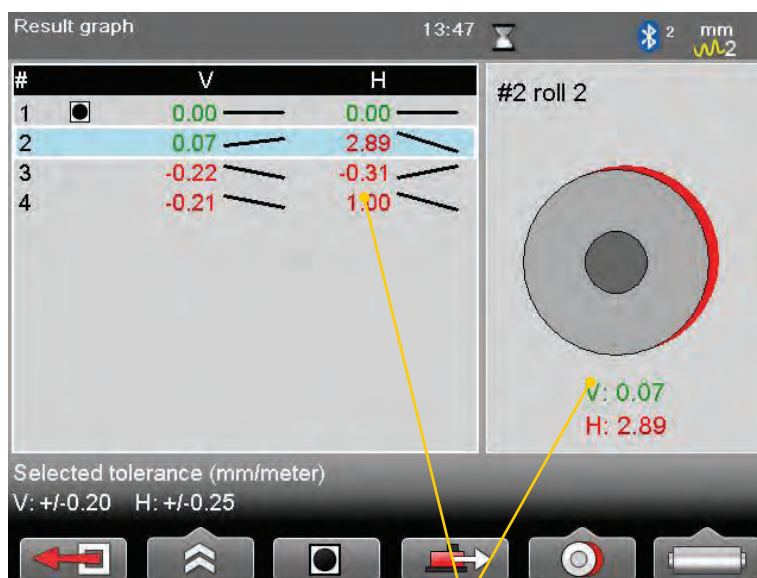 Result graph 13:47 2 mm
2
# V H
1 0.00 0.00
2 0.07 2.89
3 -0.22 -0.31
4 -0.21 1.00
#2 roll 2
V: 0.07
H: 2.89
Selected tolerance (mm/meter)
V: +/-0.20 H: +/-0.25